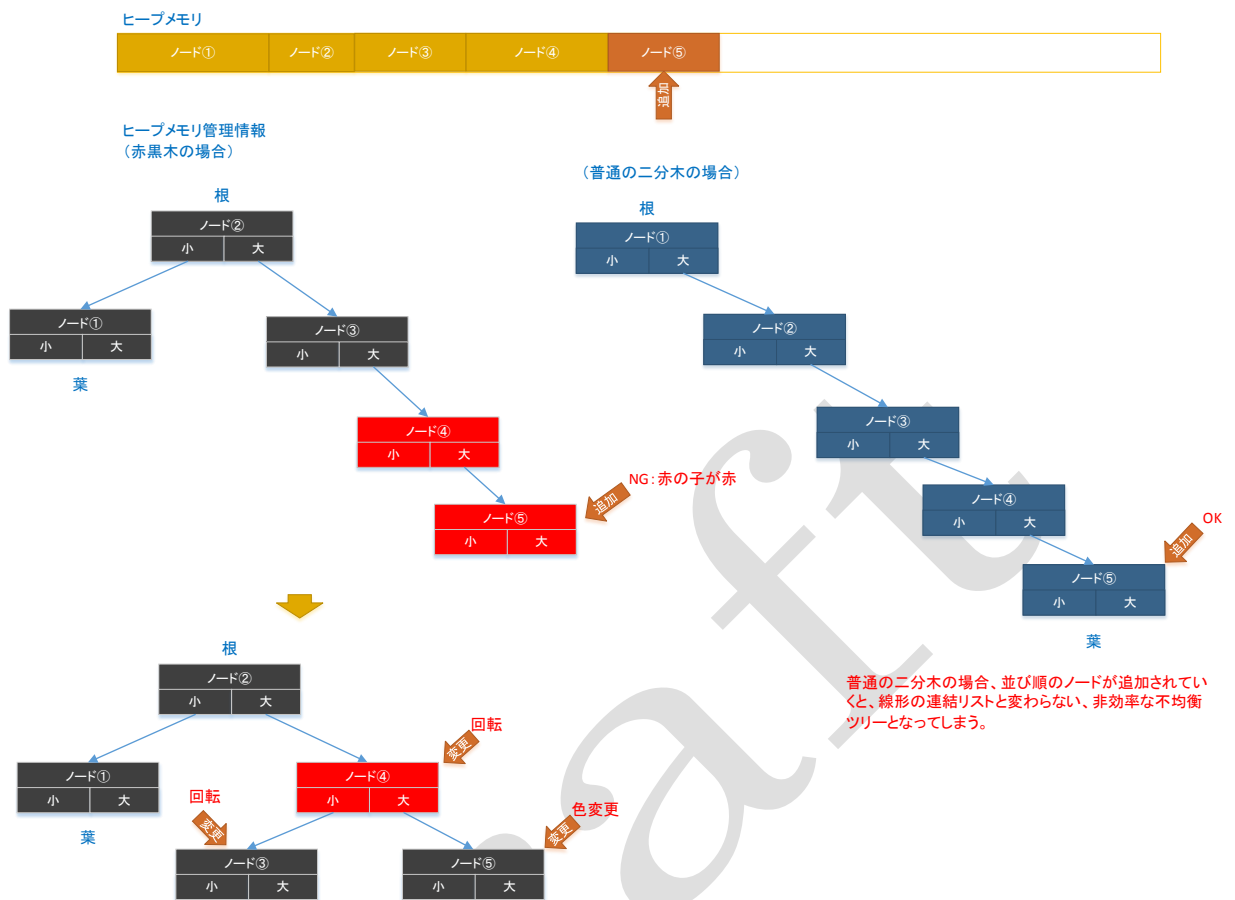 ヒープメモリ
ノード① ノード② ノード③ ノード④ ノード⑤
追加
ヒープメモリ管理情報
（赤黒木の場合）
根
ノード②
小 大
ノード①
小 大
葉
ノード③
小 大
ノード④
小 大
NG：赤の子が赤
追加
ノード⑤
小 大
（普通の二分木の場合）
根
ノード①
小 大
ノード②
小 大
ノード③
小 大
ノード④
小 大
OK
追加
ノード⑤
小 大
葉
普通の二分木の場合、並び順のノードが追加されてい
くと、線形の連結リストと変わらない、非効率な不均衡
ツリーとなってしまう。
根
ノード②
小 大
回転
変更
ノード①
小 大
葉
ノード④
小 大
回転
変更
色変更
変更
ノード③
小 大
ノード⑤
小 大